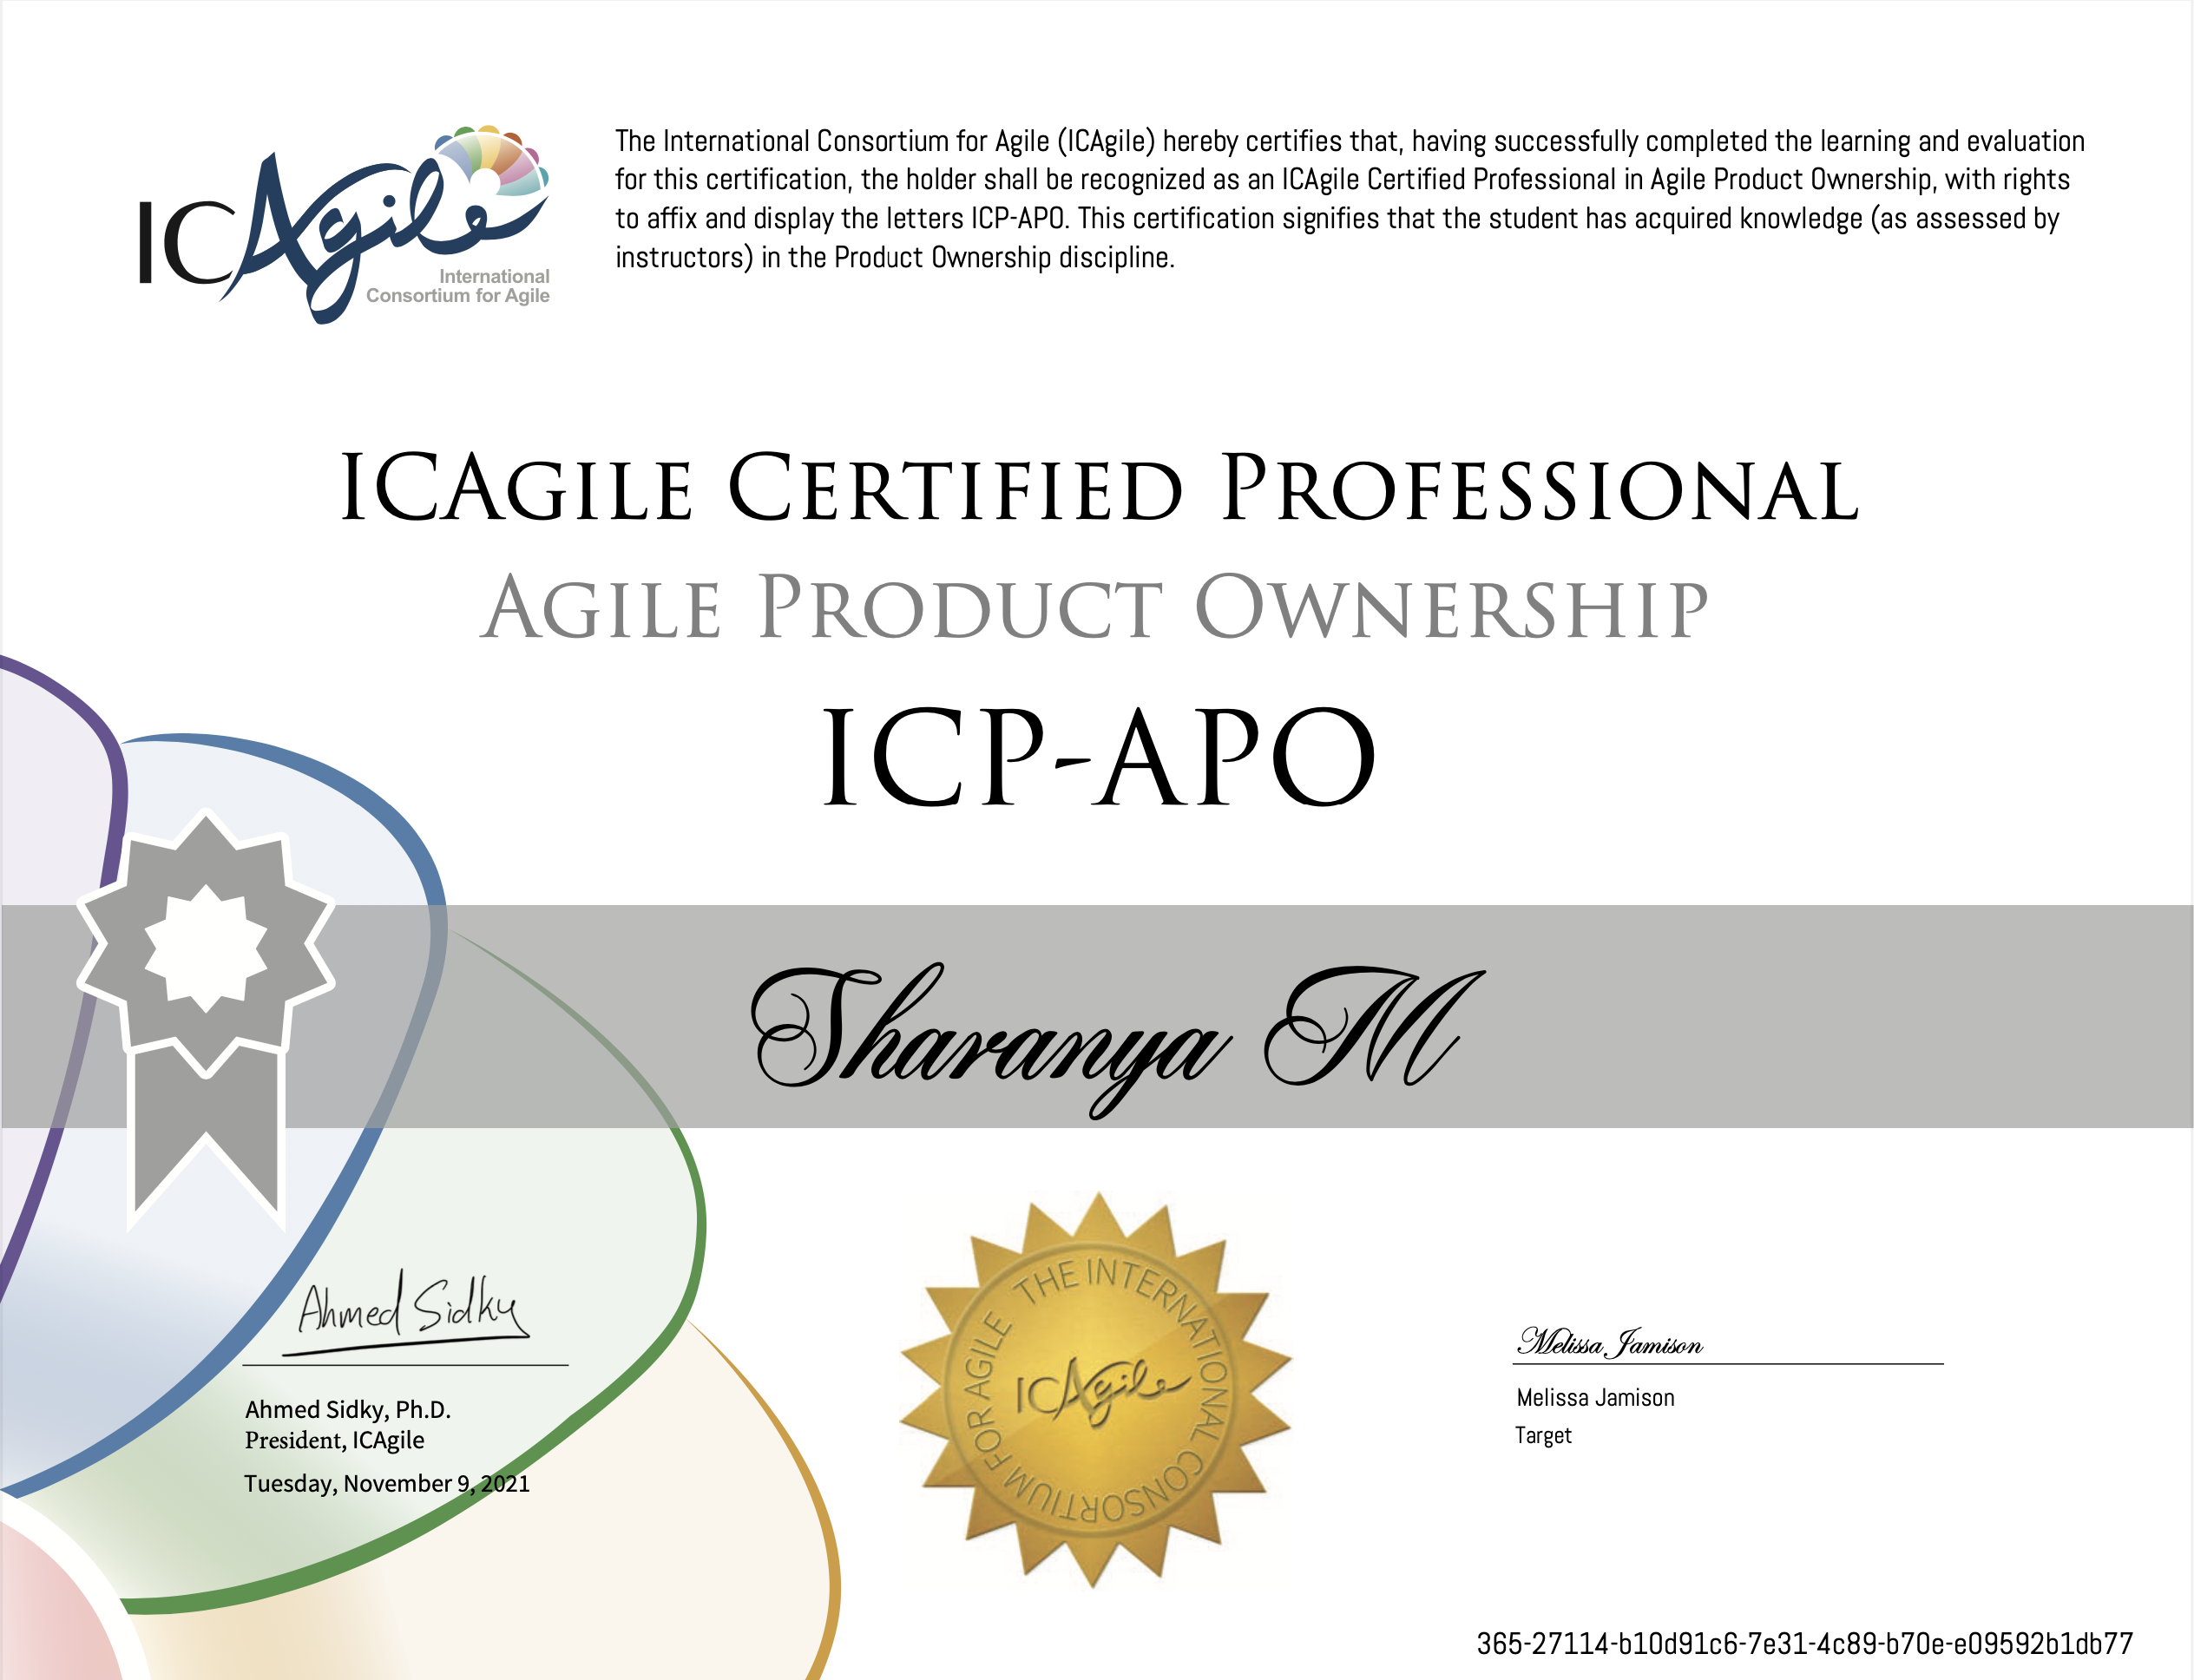 ICAgile
International
Consortium for Agile
The International Consortium for Agile (ICAgile) hereby certifies that, having successfully completed the learning and evaluation
for this certification, the holder shall be recognized as an ICAgile Certified Professional in Agile Product Ownership, with rights
to affix and display the letters ICP-APO. This certification signifies that the student has acquired knowledge (as assessed by
instructors) in the Product Ownership discipline.
ICAgile Certified Professional
Agile Product Ownership
ICP-APO
Sharanya M
Ahmed Sidky
Ahmed Sidky, Ph.D.
President, ICAgile
Tuesday, November 9, 2021
THE INTERNATIONAL CONSORTIUM FOR AGILE
ICAgile
Melissa Jamison
Melissa Jamison
Target
365-27114-b10d91c6-7e31-4c89-b70e-e09592b1db77